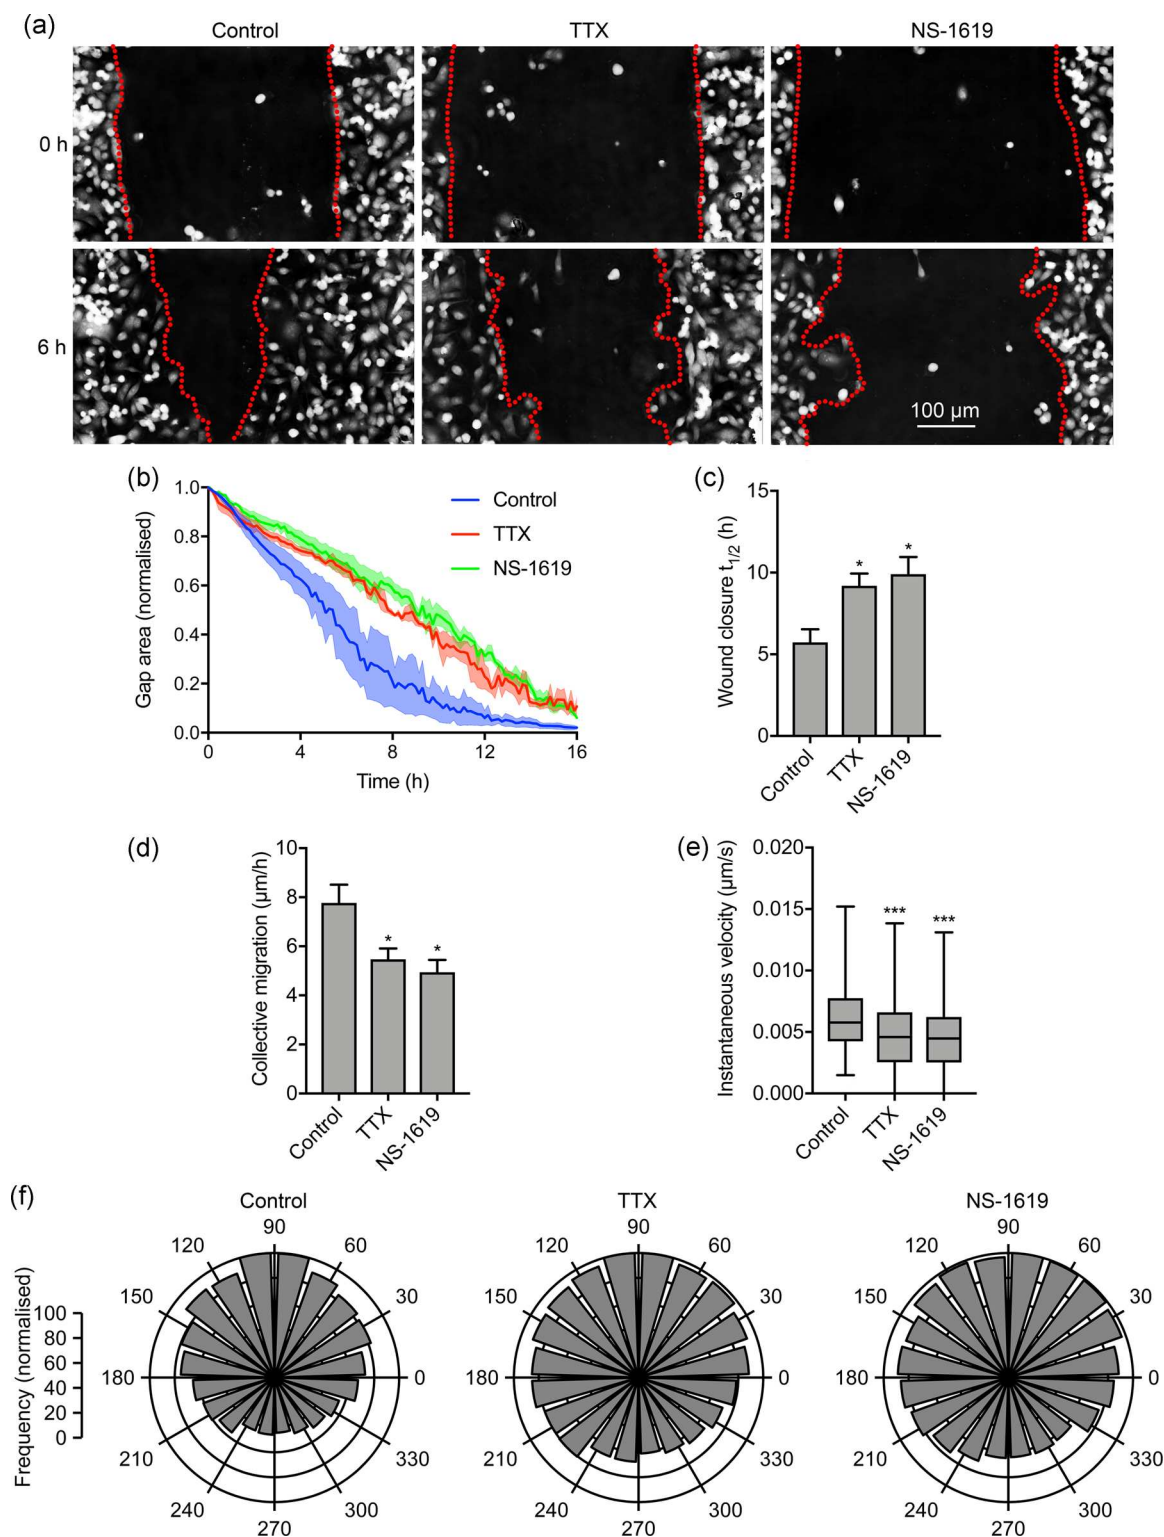 (a)
Control
TTX
NS-1619
0 h
6 h
100 µm
(b)
Gap area (normalised)
1.0
0.8
0.6
0.4
0.2
0.0
0
4
8
12
16
Time (h)
Control
TTX
NS-1619
(c)
Wound closure t1/2 (h)
15
10
5
0
*
*
Control
TTX
NS-1619
(d)
Collective migration (µm/h)
10
8
6
4
2
0
*
*
Control
TTX
NS-1619
(e)
Instantaneous velocity (µm/s)
0.020
0.015
0.010
0.005
0.000
***
***
Control
TTX
NS-1619
(f)
Frequency (normalised)
100
80
60
40
20
0
Control
90
120
60
150
30
180
0
210
330
240
300
270
TTX
90
120
60
150
30
180
0
210
330
240
300
270
NS-1619
90
120
60
150
30
180
0
210
330
240
300
270